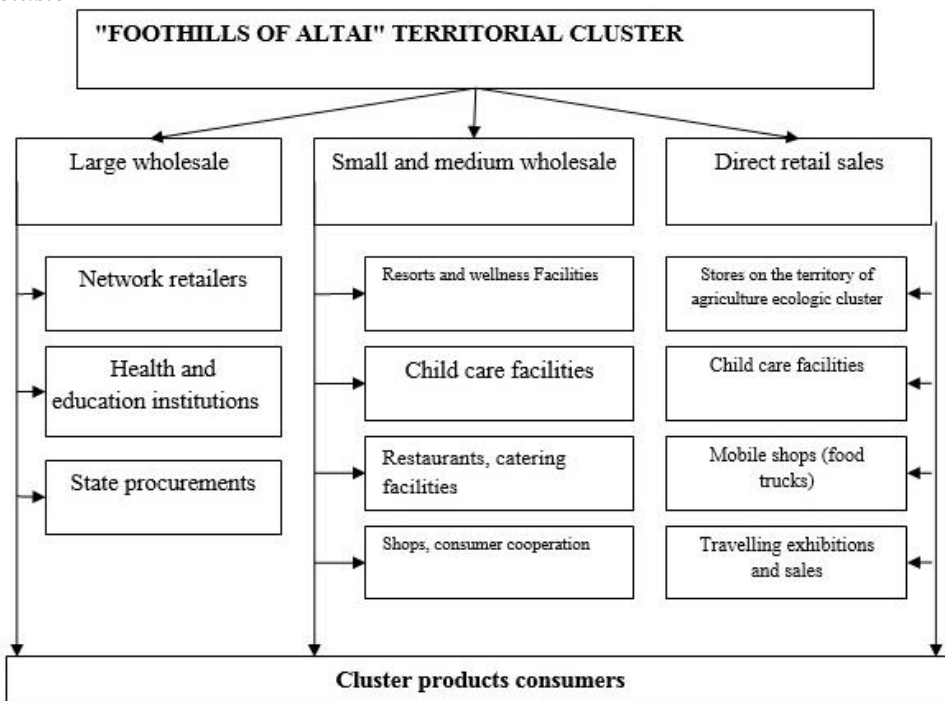 "FOOTHILLS OF ALTAI" TERRITORIAL CLUSTER
Large wholesale
Small and medium wholesale
Direct retail sales
Network retailers
Resorts and wellness Facilities
Stores on the territory of
agriculture ecologic cluster
Health and
education institutions
Child care facilities
Child care facilities
State procurements
Restaurants, catering
facilities
Mobile shops (food
trucks)
Shops, consumer cooperation
Travelling exhibitions
and sales
Cluster products consumers